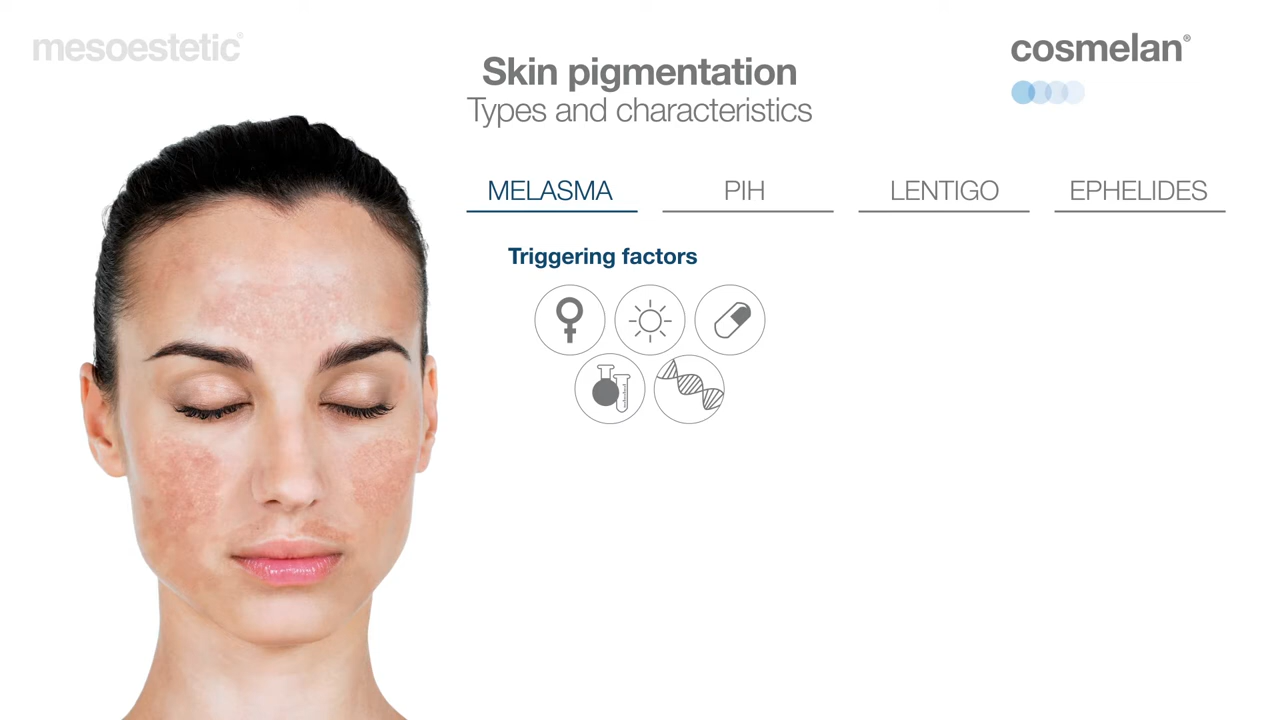 mesoestetic®
cosmelan®
Skin pigmentation
Types and characteristics
MELASMA
PIH
LENTIGO
EPHELIDES
Triggering factors